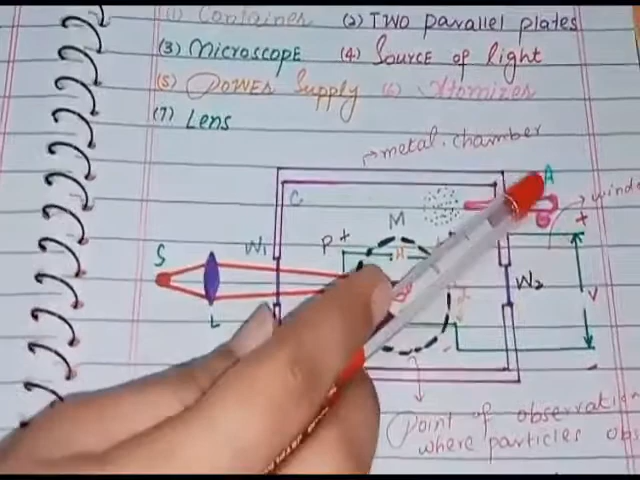 (1) Container (2) Two parallel plates
(3) Microscope (4) Source of light
(5) Power Supply (6) Atomizer
(7) Lens
metal chamber
A
C
M
+
S
W1
P +
H
W2
V
L
-
-
Point of observation
where particles